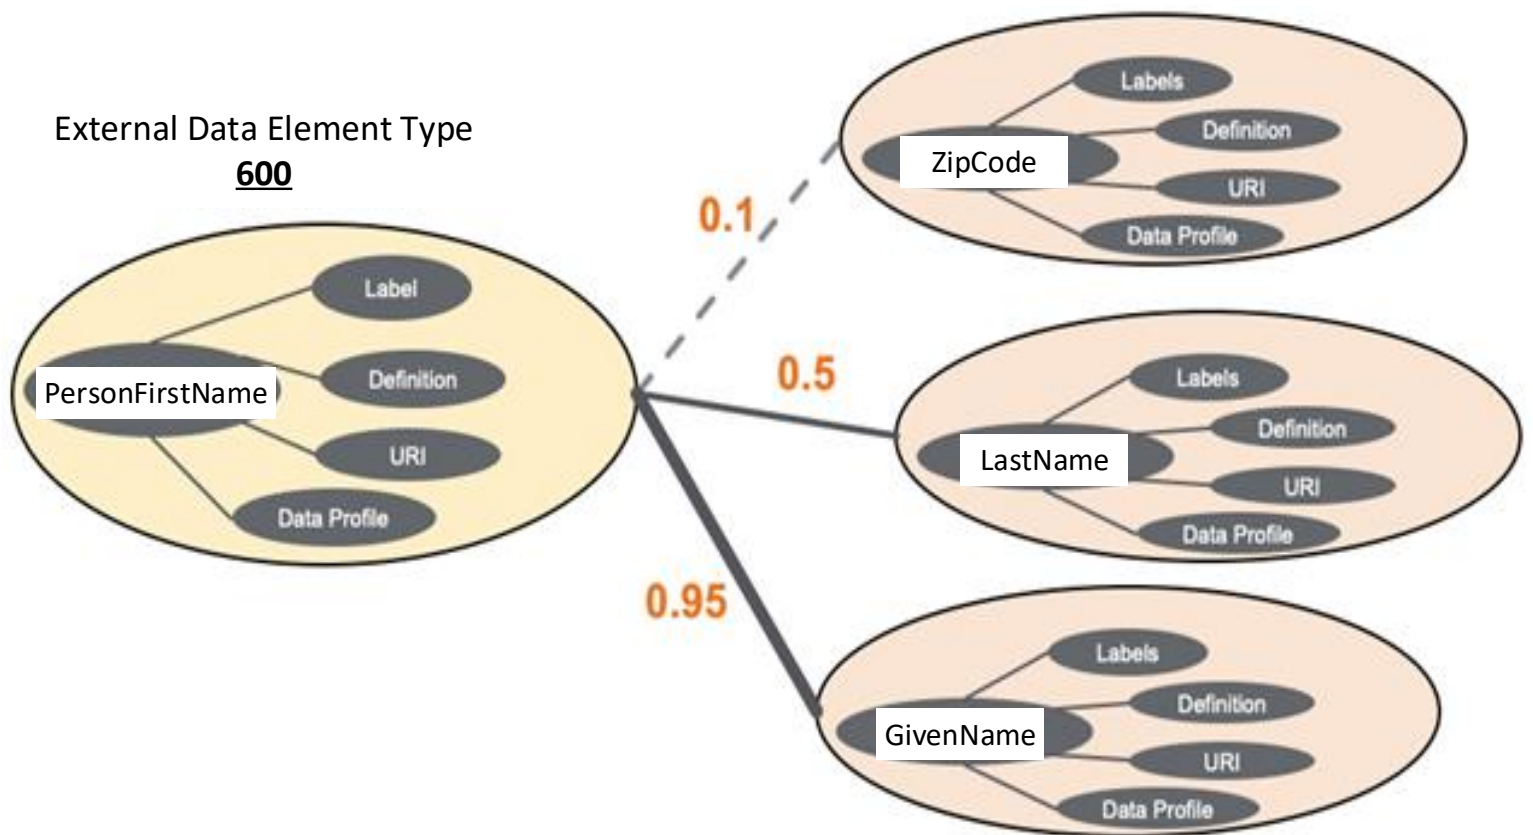 External Data Element Type
600
PersonFirstName
Label
Definition
URI
Data Profile
0.1
0.5
0.95
ZipCode
Labels
Definition
URI
Data Profile
LastName
Labels
Definition
URI
Data Profile
GivenName
Labels
Definition
URI
Data Profile